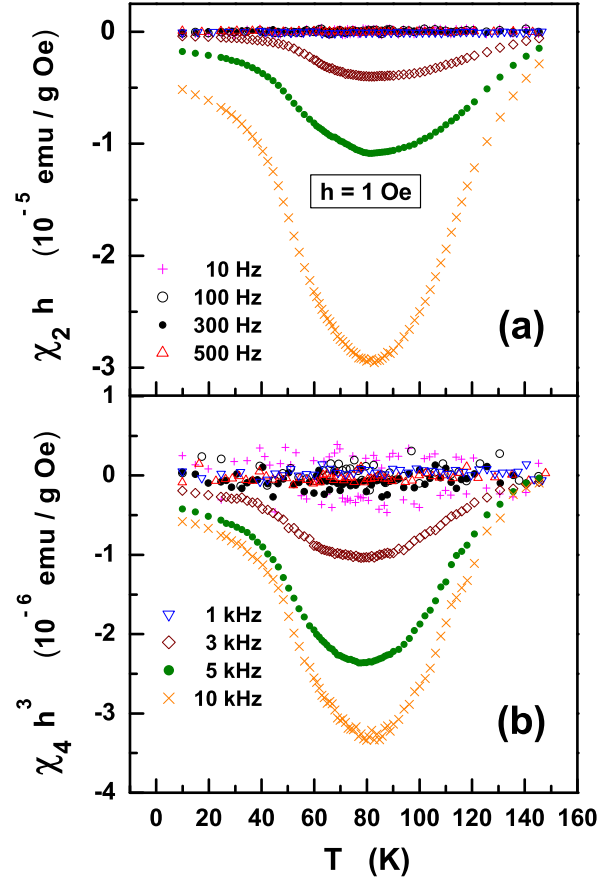 0
-1
-2
-3
χ₂ h (10⁻⁵ emu / g Oe)
h = 1 Oe
10 Hz
100 Hz
300 Hz
500 Hz
(a)
1
0
-1
-2
-3
-4
χ₄ h³ (10⁻⁶ emu / g Oe)
1 kHz
3 kHz
5 kHz
10 kHz
(b)
0 20 40 60 80 100 120 140 160
T (K)